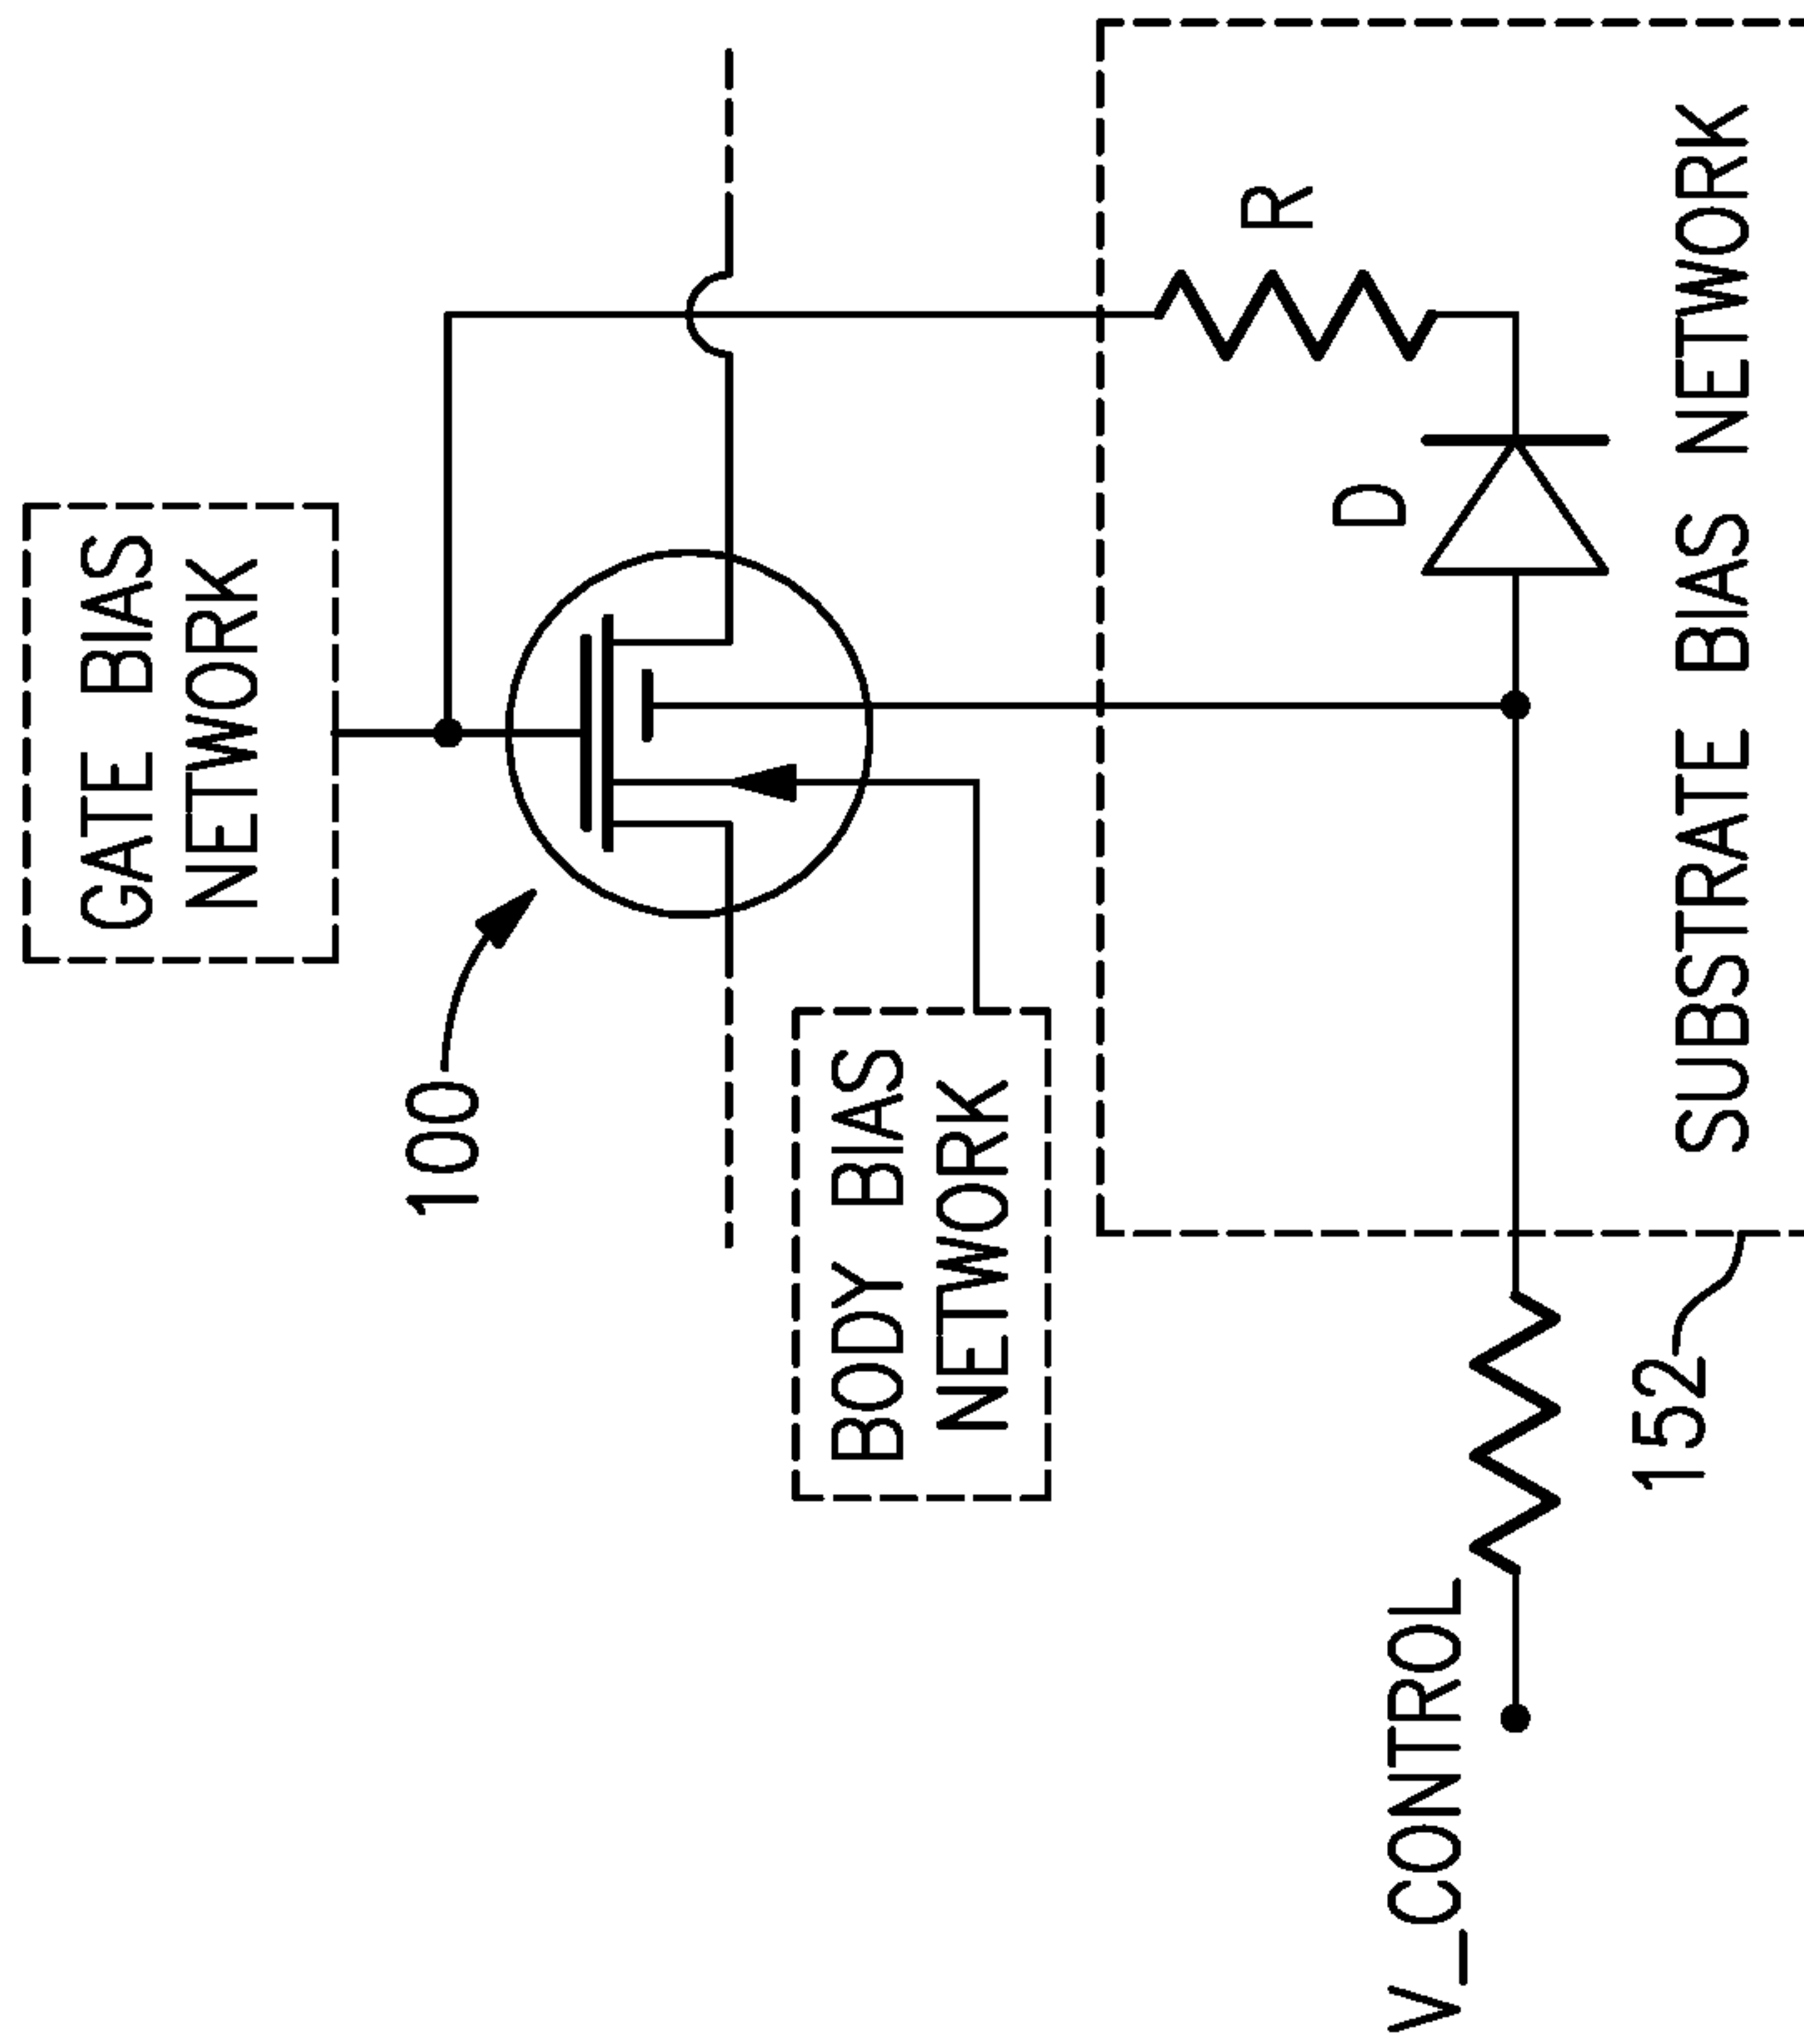 GATE BIAS
NETWORK
100
BODY BIAS
NETWORK
R
D
V_CONTROL
152
SUBSTRATE BIAS NETWORK